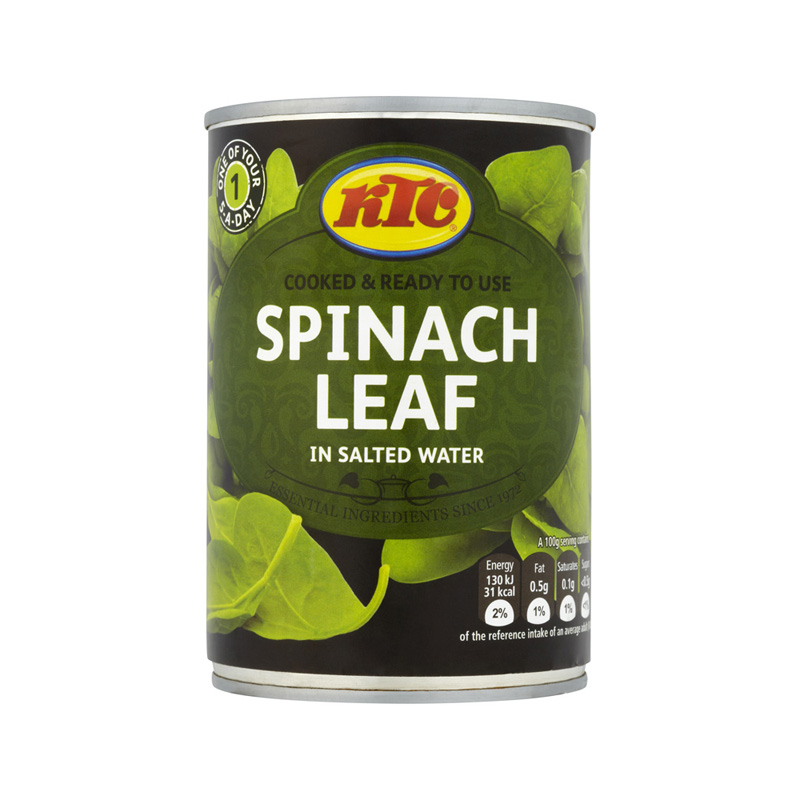 ONE OF YOUR
1
5-A-DAY
KTC
®
COOKED & READY TO USE
SPINACH
LEAF
IN SALTED WATER
ESSENTIAL INGREDIENTS SINCE 1972
A 100g serving
Energy
130 kJ
31 kcal
2%
Fat
0.5g
1%
Saturates
0.1g
1%
of the reference intake of an average